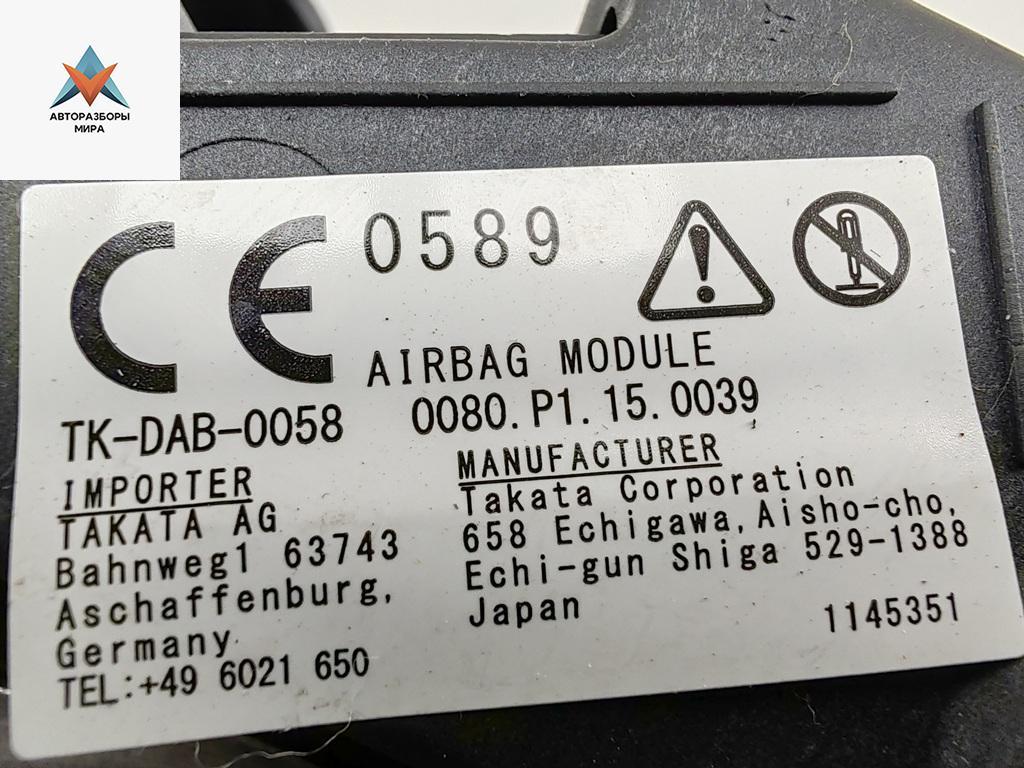 АВТОРАЗБОРЫ
МИРА
CE 0589
AIRBAG MODULE
TK-DAB-0058 0080.P1.15.0039
IMPORTER
TAKATA AG
Bahnweg1 63743
Aschaffenburg,
Germany
TEL:+49 6021 650
MANUFACTURER
Takata Corporation
658 Echigawa,Aisho-cho,
Echi-gun Shiga 529-1388
Japan
1145351